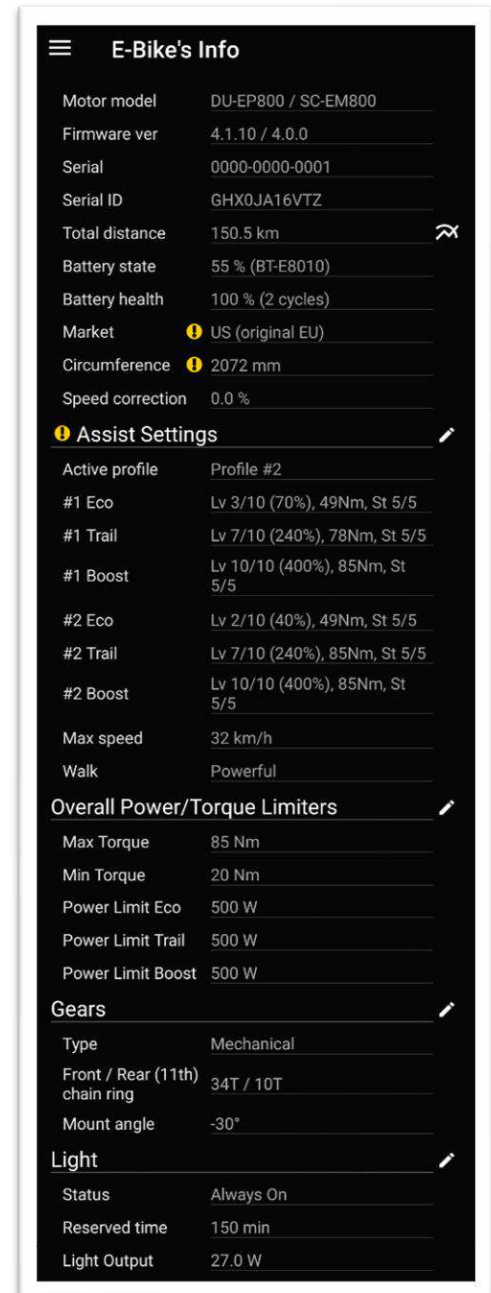 E-Bike's Info
Motor model DU-EP800 / SC-EM800
Firmware ver 4.1.10 / 4.0.0
Serial 0000-0000-0001
Serial ID GHX0JA16VTZ
Total distance 150.5 km
Battery state 55 % (BT-E8010)
Battery health 100 % (2 cycles)
Market US (original EU)
Circumference 2072 mm
Speed correction 0.0 %
Assist Settings
Active profile Profile #2
#1 Eco Lv 3/10 (70%), 49Nm, St 5/5
#1 Trail Lv 7/10 (240%), 78Nm, St 5/5
#1 Boost Lv 10/10 (400%), 85Nm, St
5/5
#2 Eco Lv 2/10 (40%), 49Nm, St 5/5
#2 Trail Lv 7/10 (240%), 85Nm, St 5/5
#2 Boost Lv 10/10 (400%), 85Nm, St
5/5
Max speed 32 km/h
Walk Powerful
Overall Power/Torque Limiters
Max Torque 85 Nm
Min Torque 20 Nm
Power Limit Eco 500 W
Power Limit Trail 500 W
Power Limit Boost 500 W
Gears
Type Mechanical
Front / Rear (11th)
chain ring 34T / 10T
Mount angle -30°
Light
Status Always On
Reserved time 150 min
Light Output 27.0 W